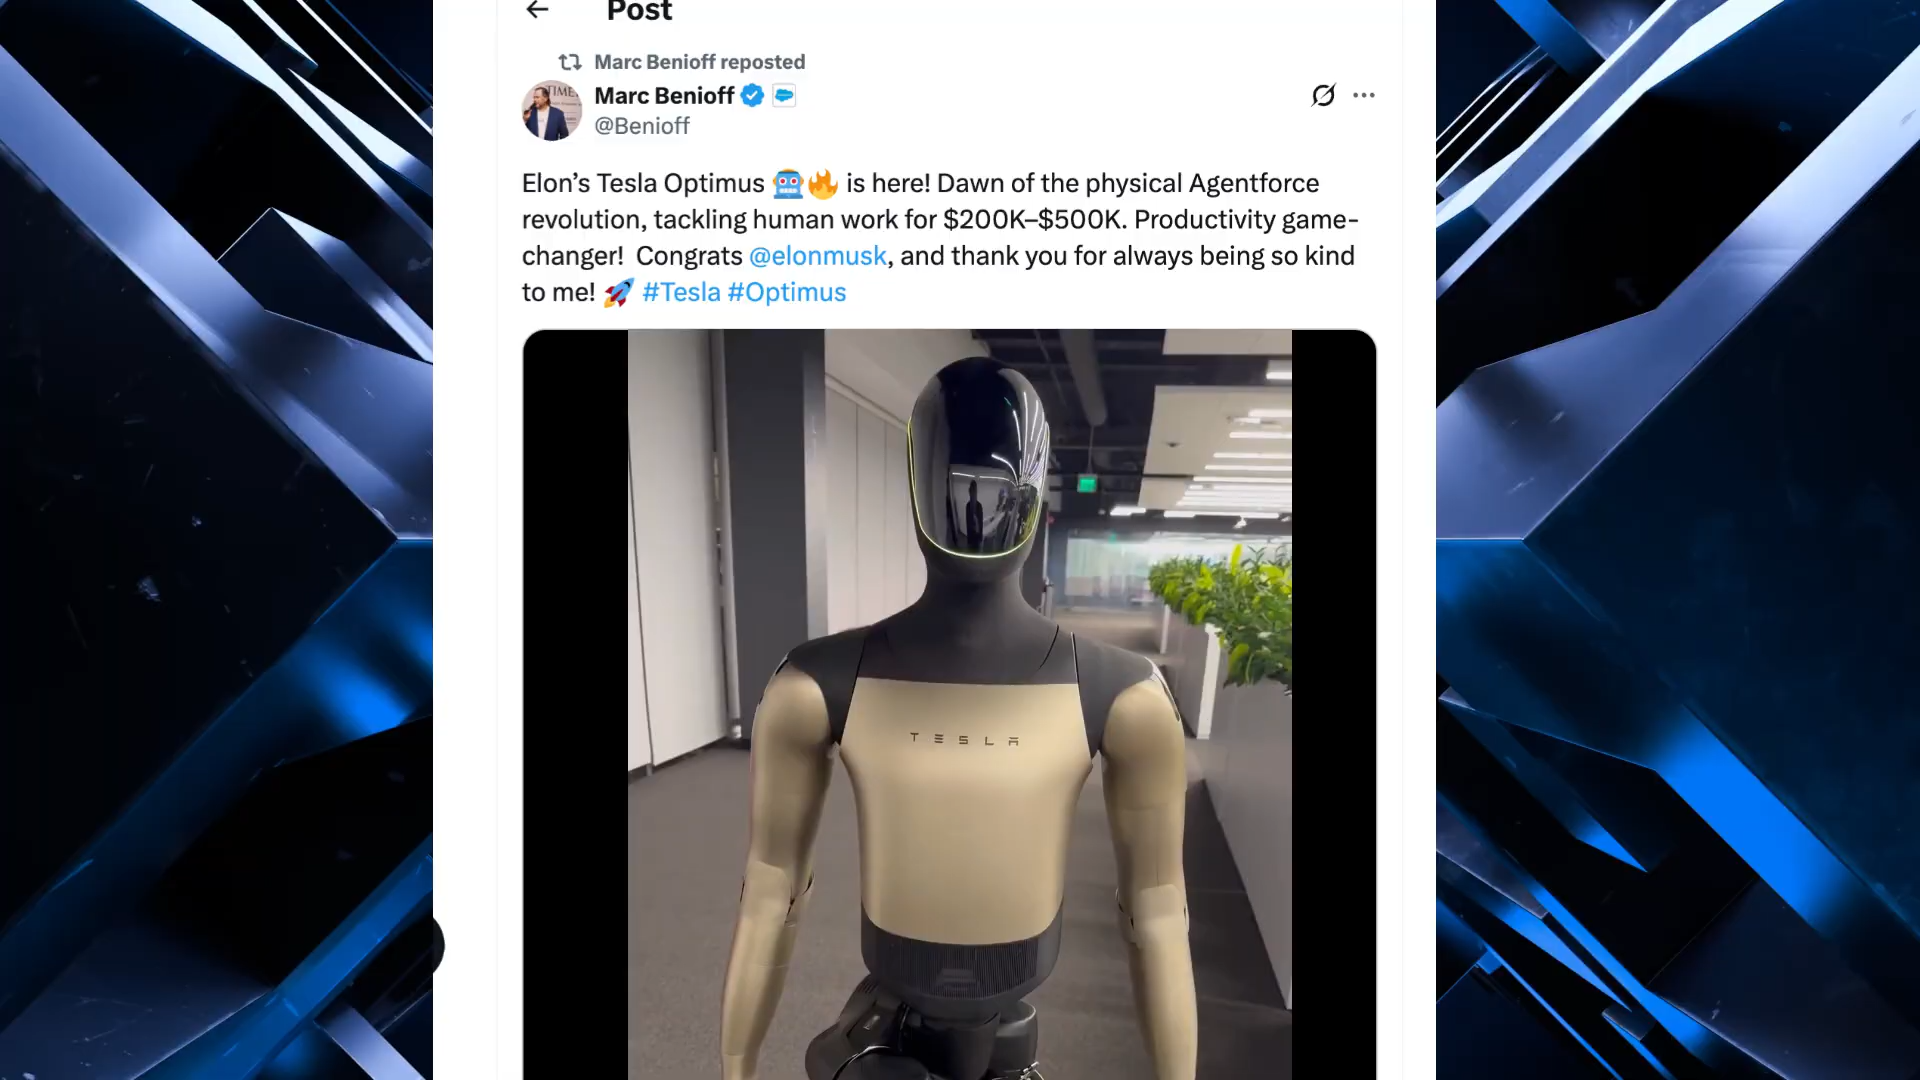 Post
Marc Benioff reposted
TIME
Marc Benioff
@Benioff
Elon’s Tesla Optimus 🤖🔥 is here! Dawn of the physical Agentforce
revolution, tackling human work for $200K–$500K. Productivity game-
changer!  Congrats @elonmusk, and thank you for always being so kind
to me! 🚀 #Tesla #Optimus
TESLA